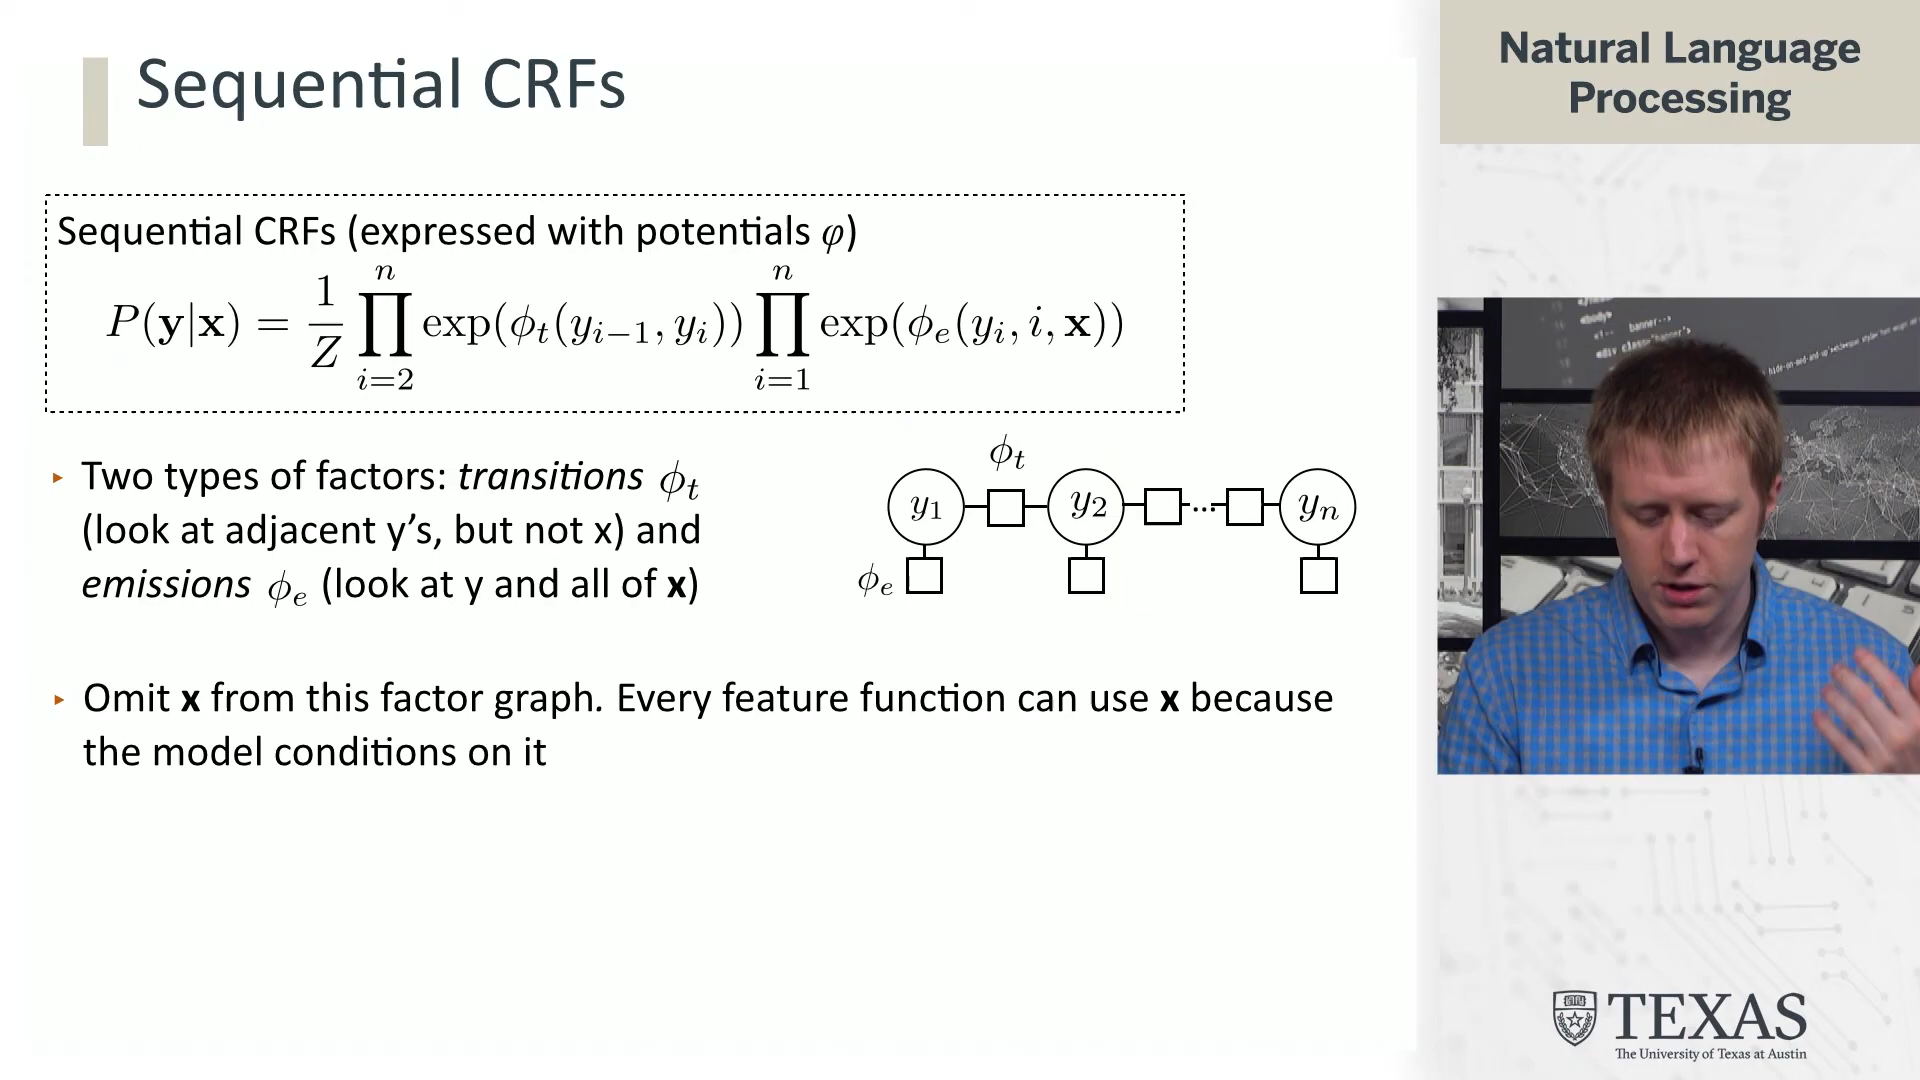 Sequential CRFs
Natural Language
Processing
Sequential CRFs (expressed with potentials φ)
P(y|x) = 1/Z ∏_{i=2}^{n} exp(ϕ_t(y_{i−1}, y_i)) ∏_{i=1}^{n} exp(ϕ_e(y_i, i, x))
▸ Two types of factors: transitions ϕ_t
(look at adjacent y’s, but not x) and
emissions ϕ_e (look at y and all of x)
ϕ_t
y_1 y_2 ... y_n
ϕ_e
▸ Omit x from this factor graph. Every feature function can use x because
the model conditions on it
<body>
banner-->
TEXAS
The University of Texas at Austin